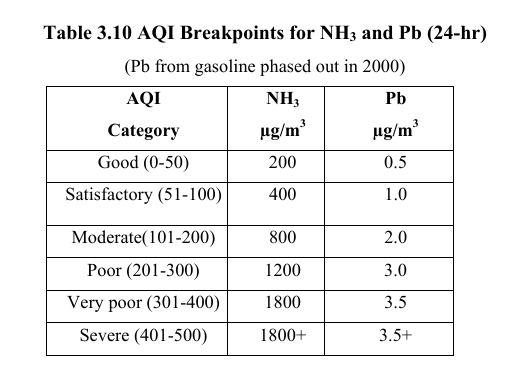 Table 3.10 AQI Breakpoints for NH₃ and Pb (24-hr)
(Pb from gasoline phased out in 2000)
AQI Category NH₃ µg/m³ Pb µg/m³
Good (0-50) 200 0.5
Satisfactory (51-100) 400 1.0
Moderate(101-200) 800 2.0
Poor (201-300) 1200 3.0
Very poor (301-400) 1800 3.5
Severe (401-500) 1800+ 3.5+